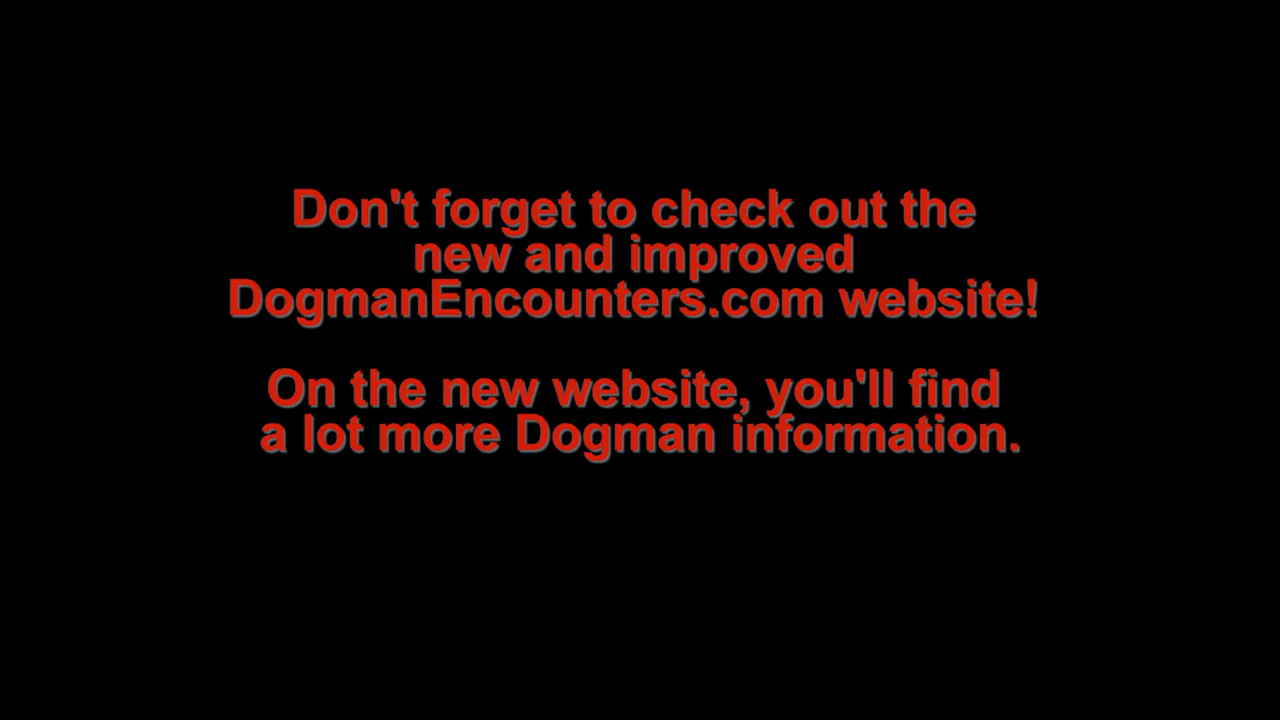 Don't forget to check out the
new and improved
DogmanEncounters.com website!
On the new website, you'll find
a lot more Dogman information.